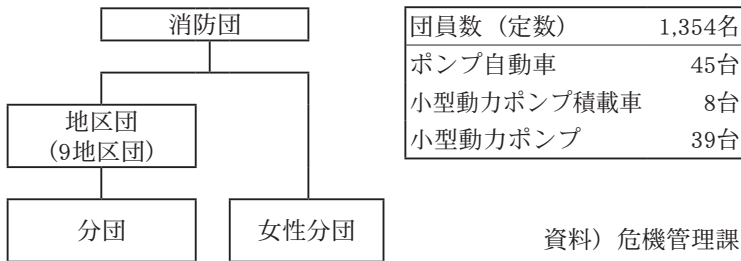 消防団
地区団
(9地区団)
分団
女性分団
団員数（定数） 1,354名
ポンプ自動車 45台
小型動力ポンプ積載車 8台
小型動力ポンプ 39台
資料）危機管理課